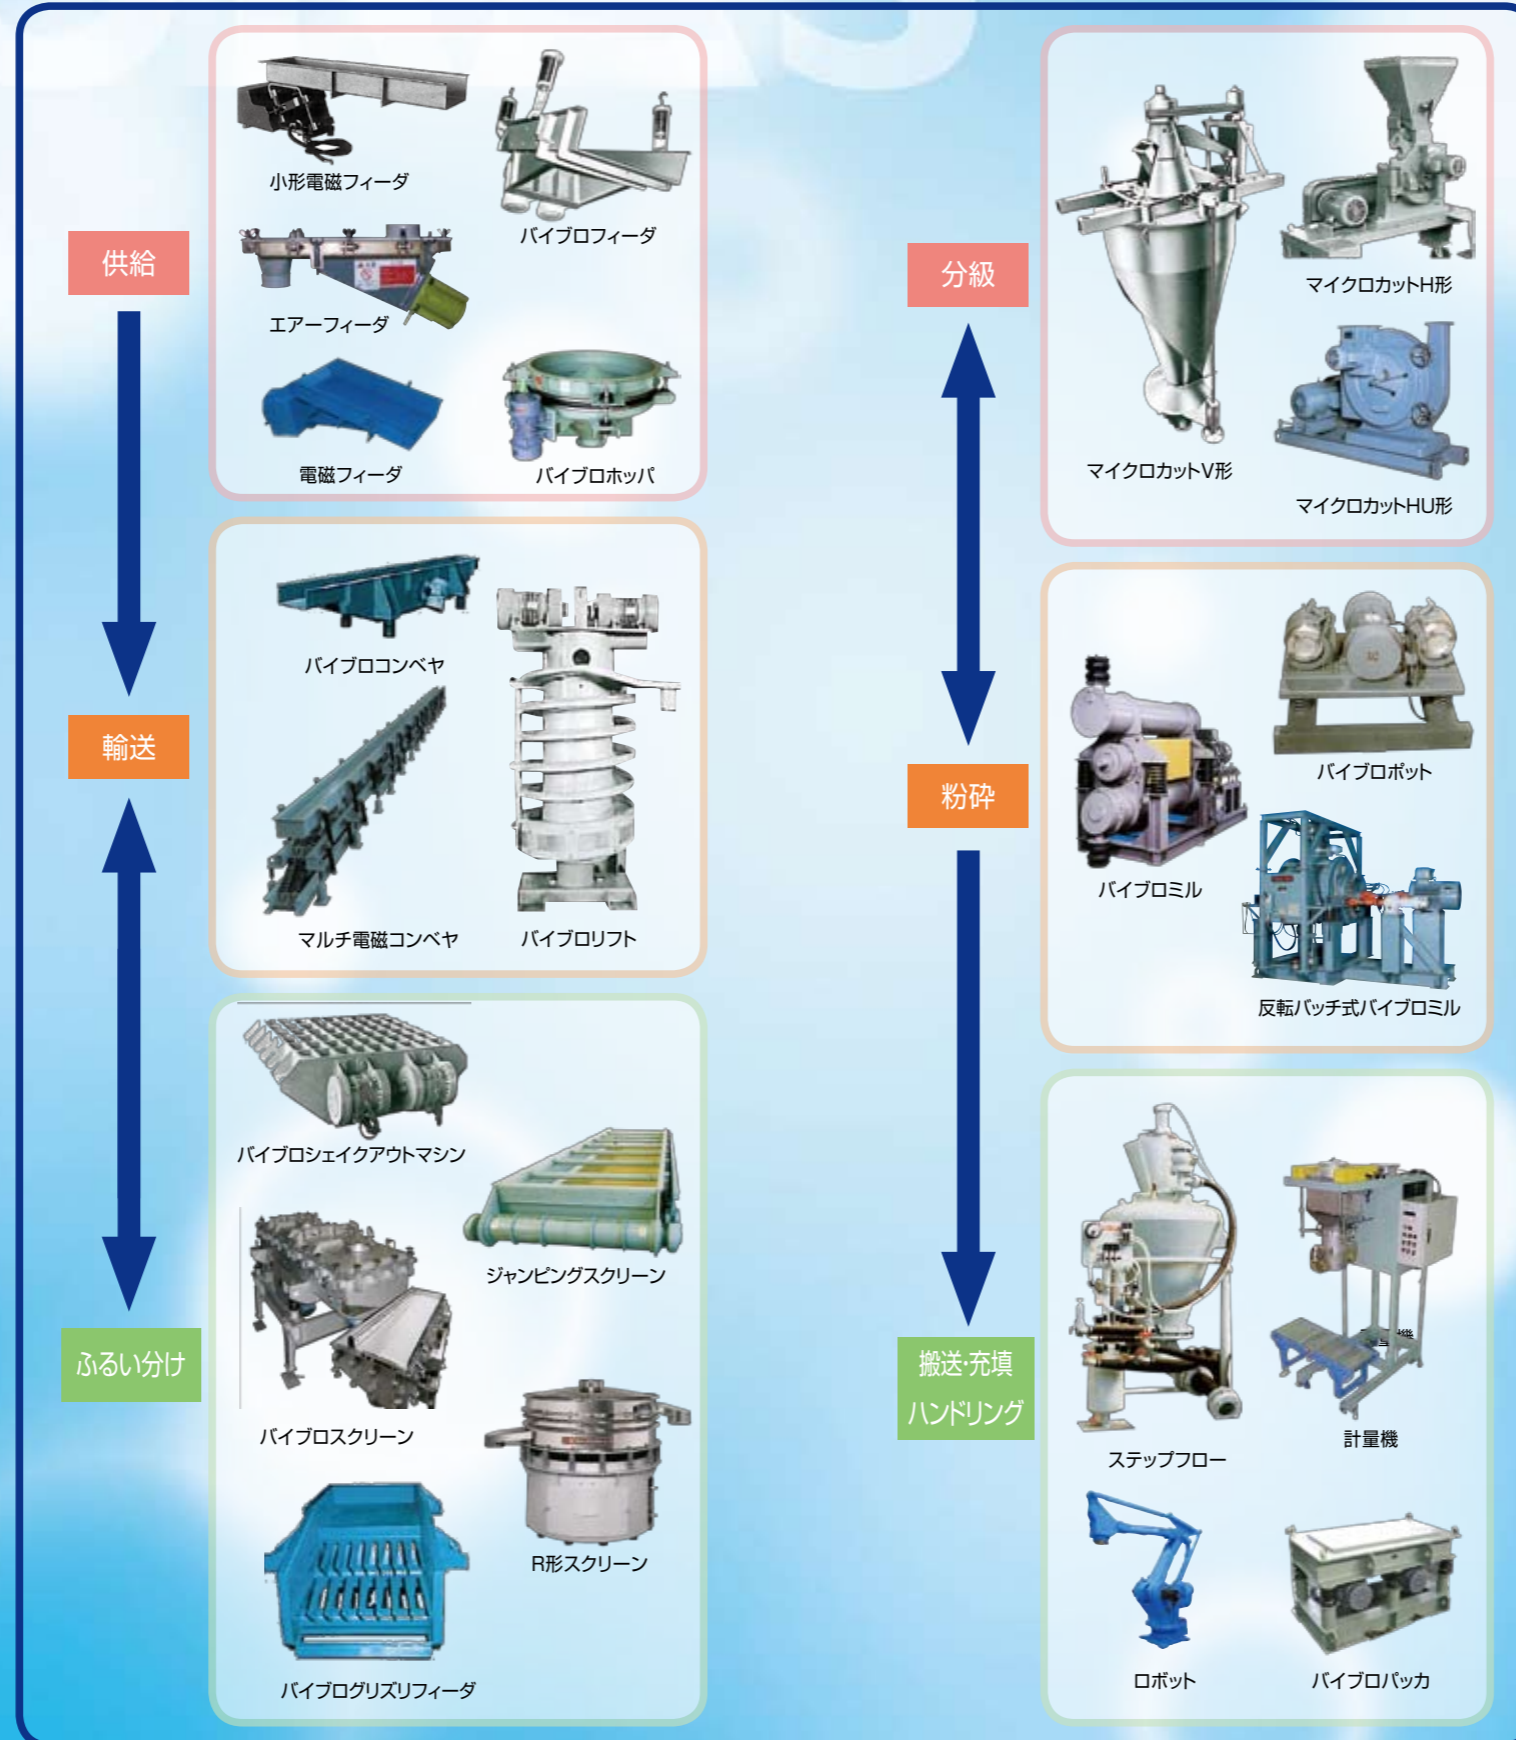 供給
小形電磁フィーダ
バイブロフィーダ
エアーフィーダ
電磁フィーダ
バイブロホッパ
輸送
バイブロコンベヤ
マルチ電磁コンベヤ
バイブロリフト
ふるい分け
バイブロシェイクアウトマシン
ジャンピングスクリーン
バイブロスクリーン
R形スクリーン
バイブログリズリフィーダ
分級
マイクロカットV形
マイクロカットH形
マイクロカットHU形
粉砕
バイブロポット
バイブロミル
反転バッチ式バイブロミル
搬送・充填
ハンドリング
ステップフロー
計量機
ロボット
バイブロパッカ